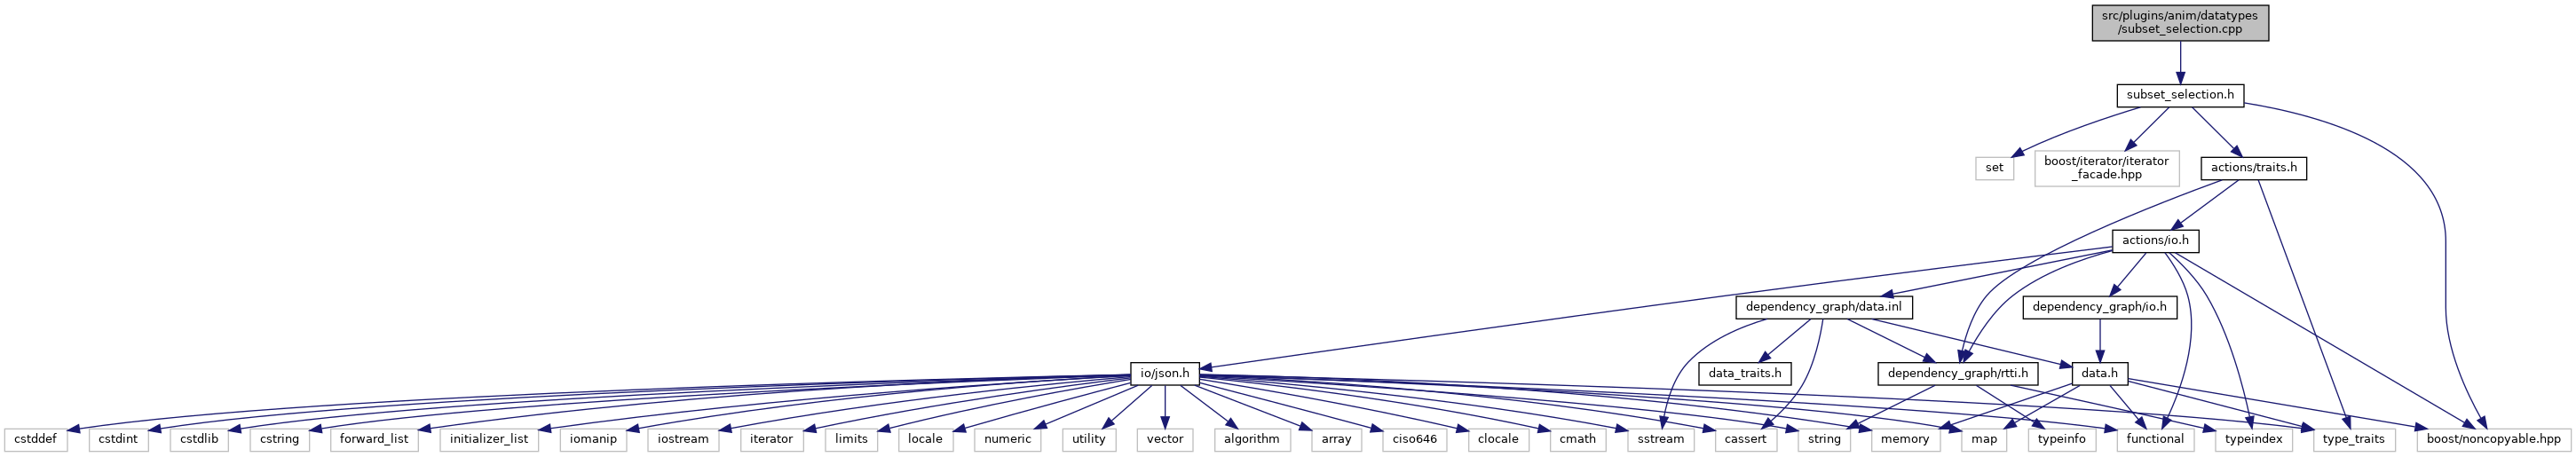 src/plugins/anim/datatypes
/subset_selection.cpp
subset_selection.h
set
boost/iterator/iterator
_facade.hpp
actions/traits.h
actions/io.h
dependency_graph/data.inl
dependency_graph/io.h
io/json.h
data_traits.h
dependency_graph/rtti.h
data.h
cstddef
cstdint
cstdlib
cstring
forward_list
initializer_list
iomanip
iostream
iterator
limits
locale
numeric
utility
vector
algorithm
array
ciso646
clocale
cmath
sstream
cassert
string
memory
map
typeinfo
functional
typeindex
type_traits
boost/noncopyable.hpp